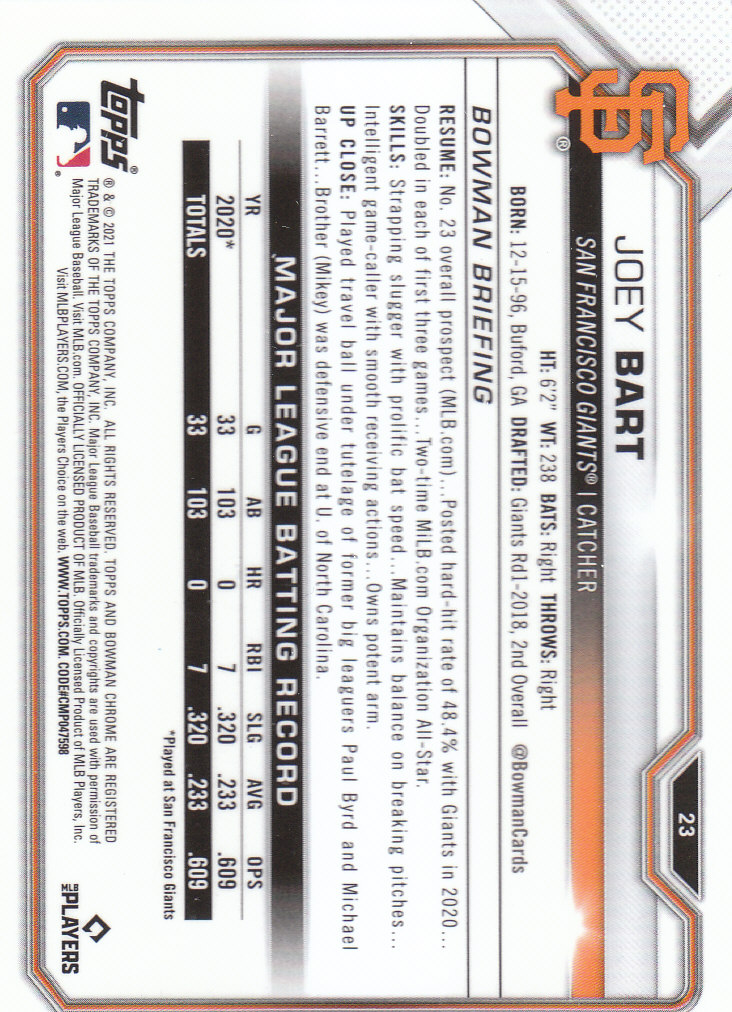 23
SF®
JOEY BART
SAN FRANCISCO GIANTS® | CATCHER
HT: 6'2" WT: 238 BATS: Right THROWS: Right
BORN: 12-15-96, Buford, GA DRAFTED: Giants Rd1-2018, 2nd Overall @BowmanCards
BOWMAN BRIEFING
RESUME: No. 23 overall prospect (MLB.com)...Posted hard-hit rate of 48.4% with Giants in 2020...
Doubled in each of first three games...Two-time MiLB.com Organization All-Star.
SKILLS: Strapping slugger with prolific bat speed...Maintains balance on breaking pitches...
Intelligent game-caller with smooth receiving actions...Owns potent arm.
UP CLOSE: Played travel ball under tutelage of former big leaguers Paul Byrd and Michael
Barrett...Brother (Mikey) was defensive end at U. of North Carolina.
MAJOR LEAGUE BATTING RECORD
YR G AB HR RBI SLG AVG OPS
2020* 33 103 0 7 .320 .233 .609
TOTALS 33 103 0 7 .320 .233 .609
*Played at San Francisco Giants
topps®
® & © 2021 THE TOPPS COMPANY, INC. ALL RIGHTS RESERVED. TOPPS AND BOWMAN CHROME ARE REGISTERED
TRADEMARKS OF THE TOPPS COMPANY, INC. Major League Baseball trademarks and copyrights are used with permission of
Major League Baseball. Visit MLB.com. OFFICIALLY LICENSED PRODUCT OF MLB. Officially Licensed Product of MLB Players, Inc.
Visit MLBPLAYERS.COM, the Players Choice on the web. WWW.TOPPS.COM. CODE#CMP047598
MLB PLAYERS INC